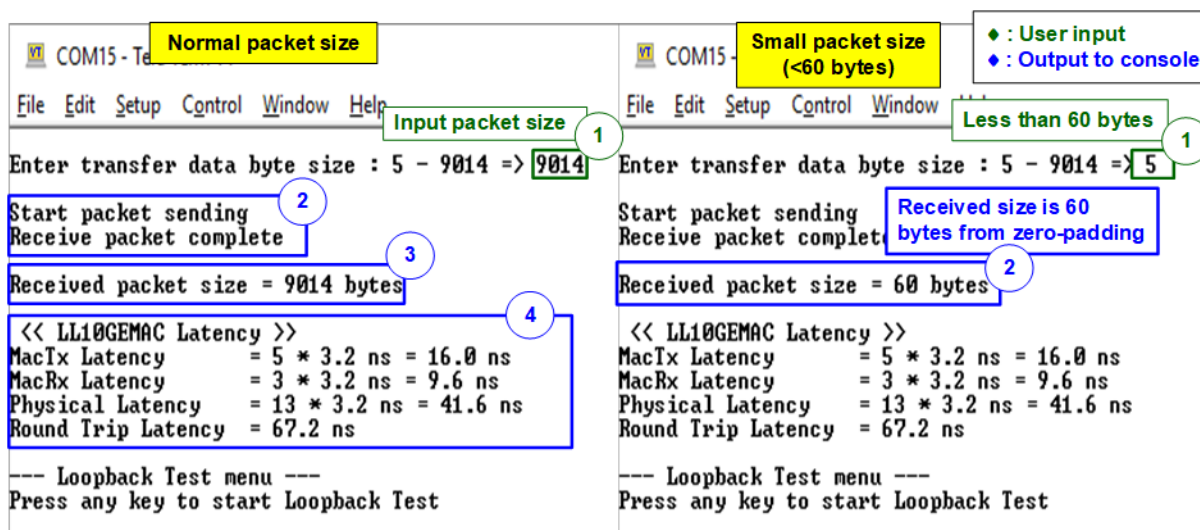 Normal packet size
COM15 - Te
File Edit Setup Control Window Help
Input packet size
1
Enter transfer data byte size : 5 - 9014 => 9014
2
Start packet sending
Receive packet complete
3
Received packet size = 9014 bytes
4
<< LL10GEMAC Latency >>
MacTx Latency = 5 * 3.2 ns = 16.0 ns
MacRx Latency = 3 * 3.2 ns = 9.6 ns
Physical Latency = 13 * 3.2 ns = 41.6 ns
Round Trip Latency = 67.2 ns
--- Loopback Test menu ---
Press any key to start Loopback Test
Small packet size
(<60 bytes)
♦ : User input
♦ : Output to console
COM15 -
File Edit Setup Control Window
Less than 60 bytes
1
Enter transfer data byte size : 5 - 9014 => 5
Start packet sending
Receive packet complete
Received size is 60
bytes from zero-padding
2
Received packet size = 60 bytes
<< LL10GEMAC Latency >>
MacTx Latency = 5 * 3.2 ns = 16.0 ns
MacRx Latency = 3 * 3.2 ns = 9.6 ns
Physical Latency = 13 * 3.2 ns = 41.6 ns
Round Trip Latency = 67.2 ns
--- Loopback Test menu ---
Press any key to start Loopback Test